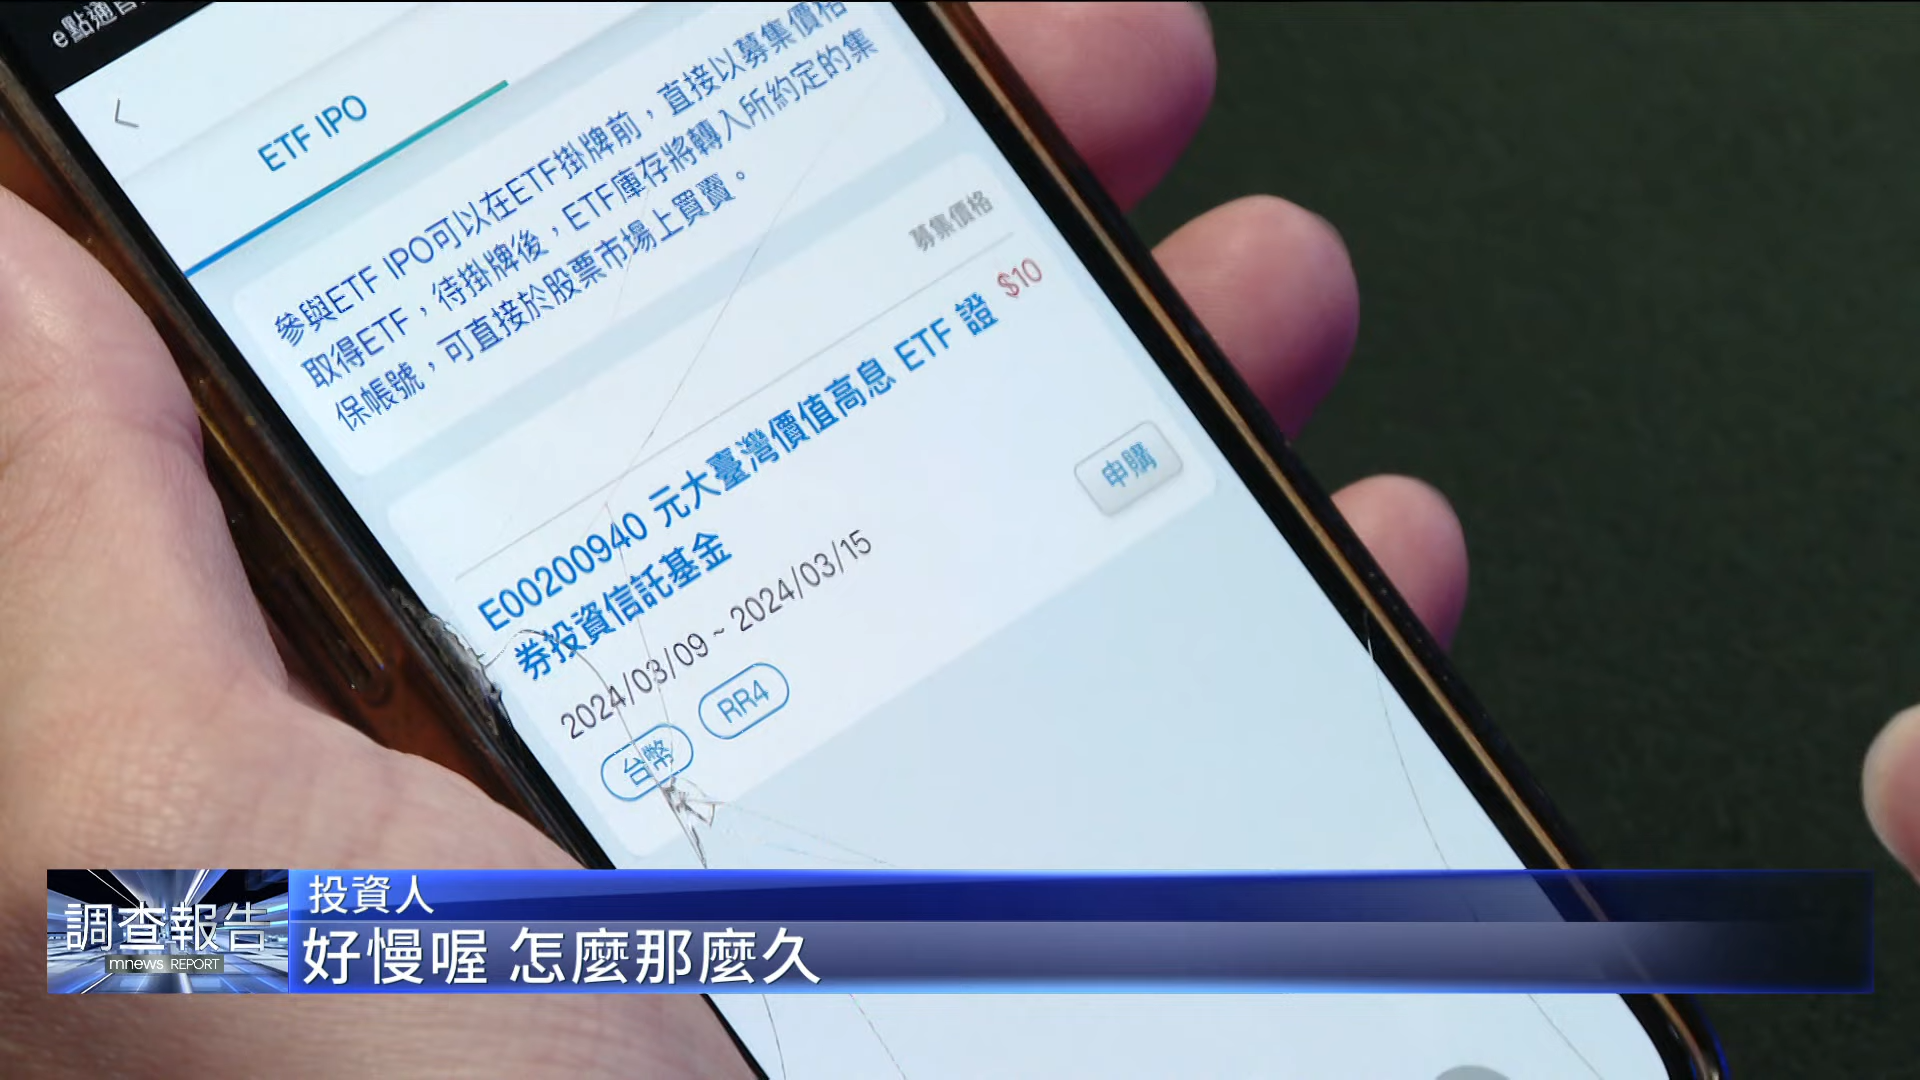 e點通
ETF IPO
參與ETF IPO可以在ETF掛牌前，直接以募集價格
取得ETF，待掛牌後，ETF庫存將轉入所約定的集
保帳號，可直接於股票市場上買賣。
募集價格
E00200940 元大臺灣價值高息 ETF 證
券投資信託基金
$10
2024/03/09 ~ 2024/03/15
申購
台幣
RR4
調查報告
mnews REPORT
投資人
好慢喔 怎麼那麼久